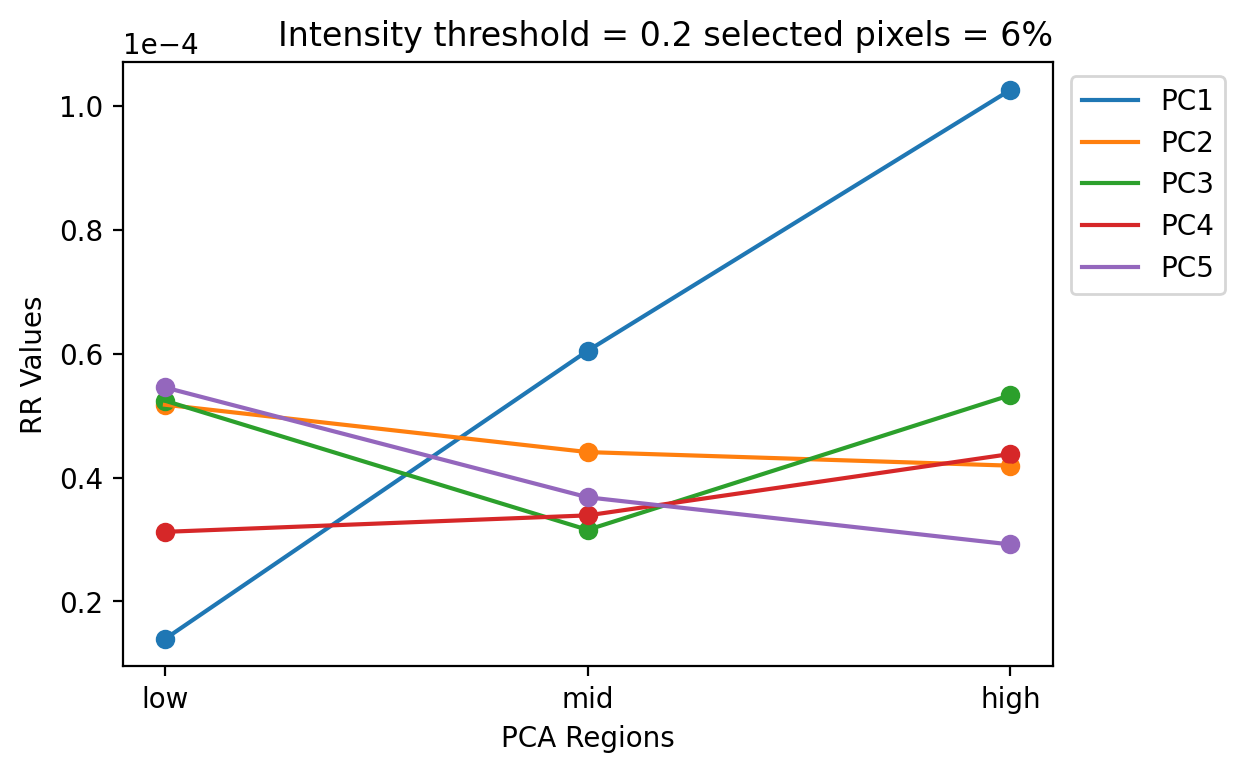 Intensity threshold = 0.2 selected pixels = 6%
1e−4
1.0
0.8
0.6
0.4
0.2
RR Values
low mid high
PCA Regions
PC1
PC2
PC3
PC4
PC5